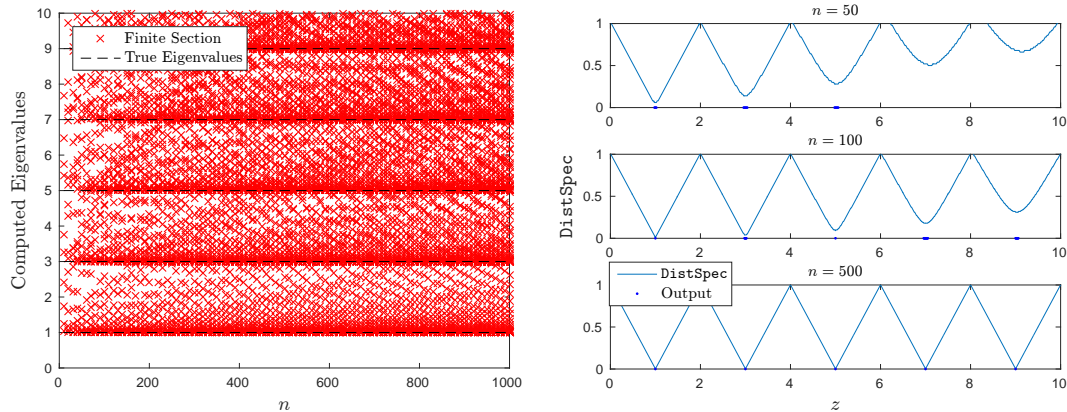 Computed Eigenvalues
10
9
8
7
6
5
4
3
2
1
0
Finite Section
True Eigenvalues
0 200 400 600 800 1000
n
DistSpec
n = 50
1
0.5
0
0 2 4 6 8 10
n = 100
1
0.5
0
0 2 4 6 8 10
n = 500
DistSpec
Output
1
0.5
0
0 2 4 6 8 10
z